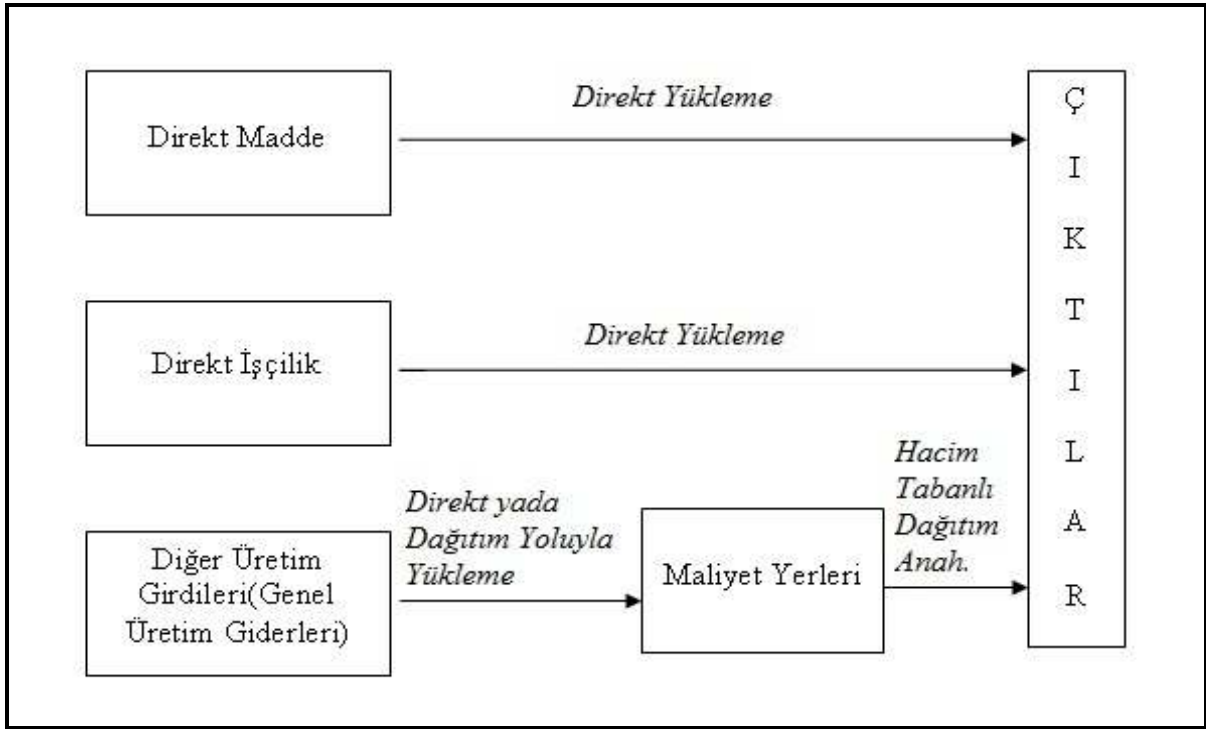 Direkt Madde
Direkt Yükleme
Direkt İşçilik
Direkt Yükleme
Diğer Üretim
Girdileri(Genel
Üretim Giderleri)
Direkt yada
Dağıtım Yoluyla
Yükleme
Maliyet Yerleri
Hacim
Tabanlı
Dağıtım
Anah.
Ç
I
K
T
I
L
A
R